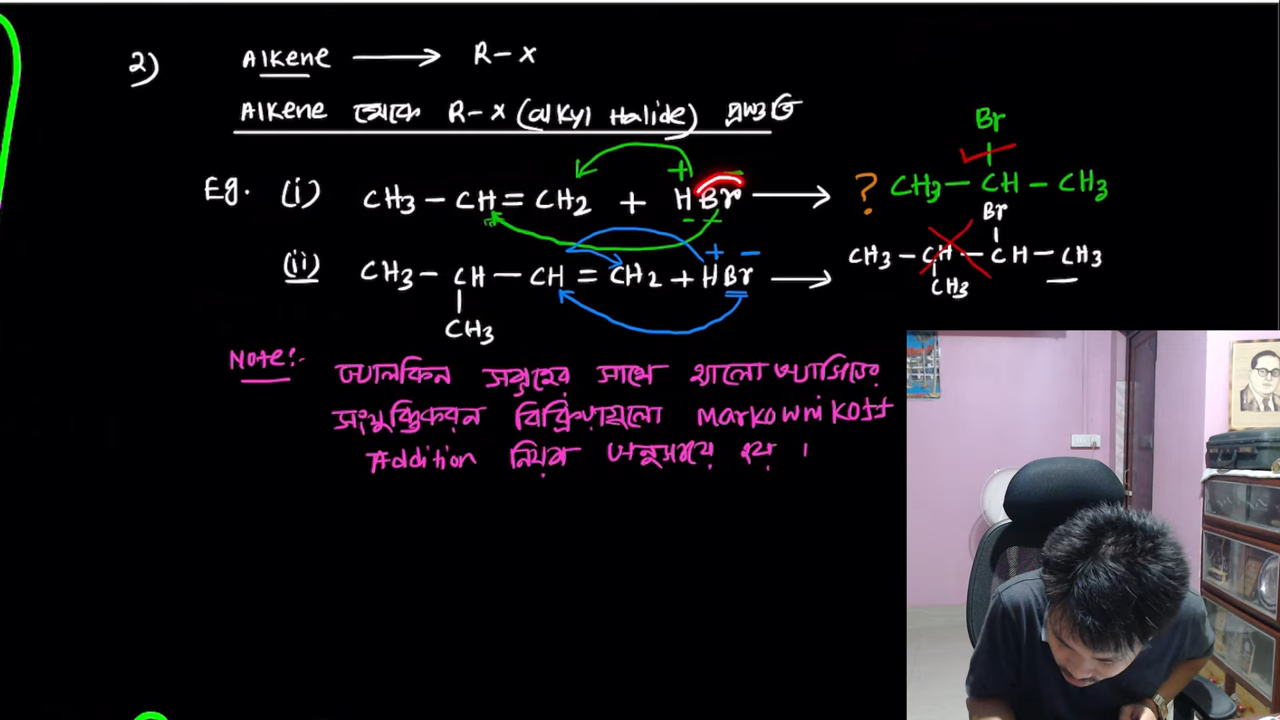 2) Alkene ⟶ R-X
Alkene থেকে R-X (alkyl Halide) প্রস্তুতি
Br
+ -
Eg. (i) CH3 - CH = CH2 + HBr ⟶ ? CH3 - CH - CH3
Br
+ -
(ii) CH3 - CH - CH = CH2 + HBr ⟶ CH3 - CH - CH - CH3
CH3
CH3
Note:- অ্যালকিন সমূহের সাথে হ্যালো অ্যাসিডের
সংযুক্তিকরন বিক্রিয়াগুলো Markownikoff
Addition নিয়ম অনুসারে হয় ।